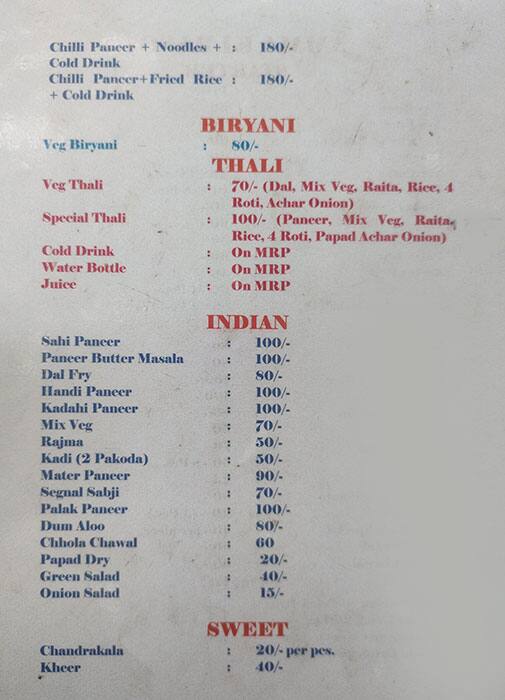 Chilli Paneer + Noodles + : 180/-
Cold Drink
Chilli Paneer+Fried Rice : 180/-
+ Cold Drink
BIRYANI
Veg Biryani : 80/-
THALI
Veg Thali : 70/- (Dal, Mix Veg, Raita, Rice, 4
Roti, Achar Onion)
Special Thali : 100/- (Paneer, Mix Veg, Raita,
Rice, 4 Roti, Papad Achar Onion)
Cold Drink : On MRP
Water Bottle : On MRP
Juice : On MRP
INDIAN
Sahi Paneer : 100/-
Paneer Butter Masala : 100/-
Dal Fry : 80/-
Handi Paneer : 100/-
Kadahi Paneer : 100/-
Mix Veg : 70/-
Rajma : 50/-
Kadi (2 Pakoda) : 50/-
Mater Paneer : 90/-
Segnal Sabji : 70/-
Palak Paneer : 100/-
Dum Aloo : 80/-
Chhola Chawal : 60
Papad Dry : 20/-
Green Salad : 40/-
Onion Salad : 15/-
SWEET
Chandrakala : 20/- per pcs.
Kheer : 40/-